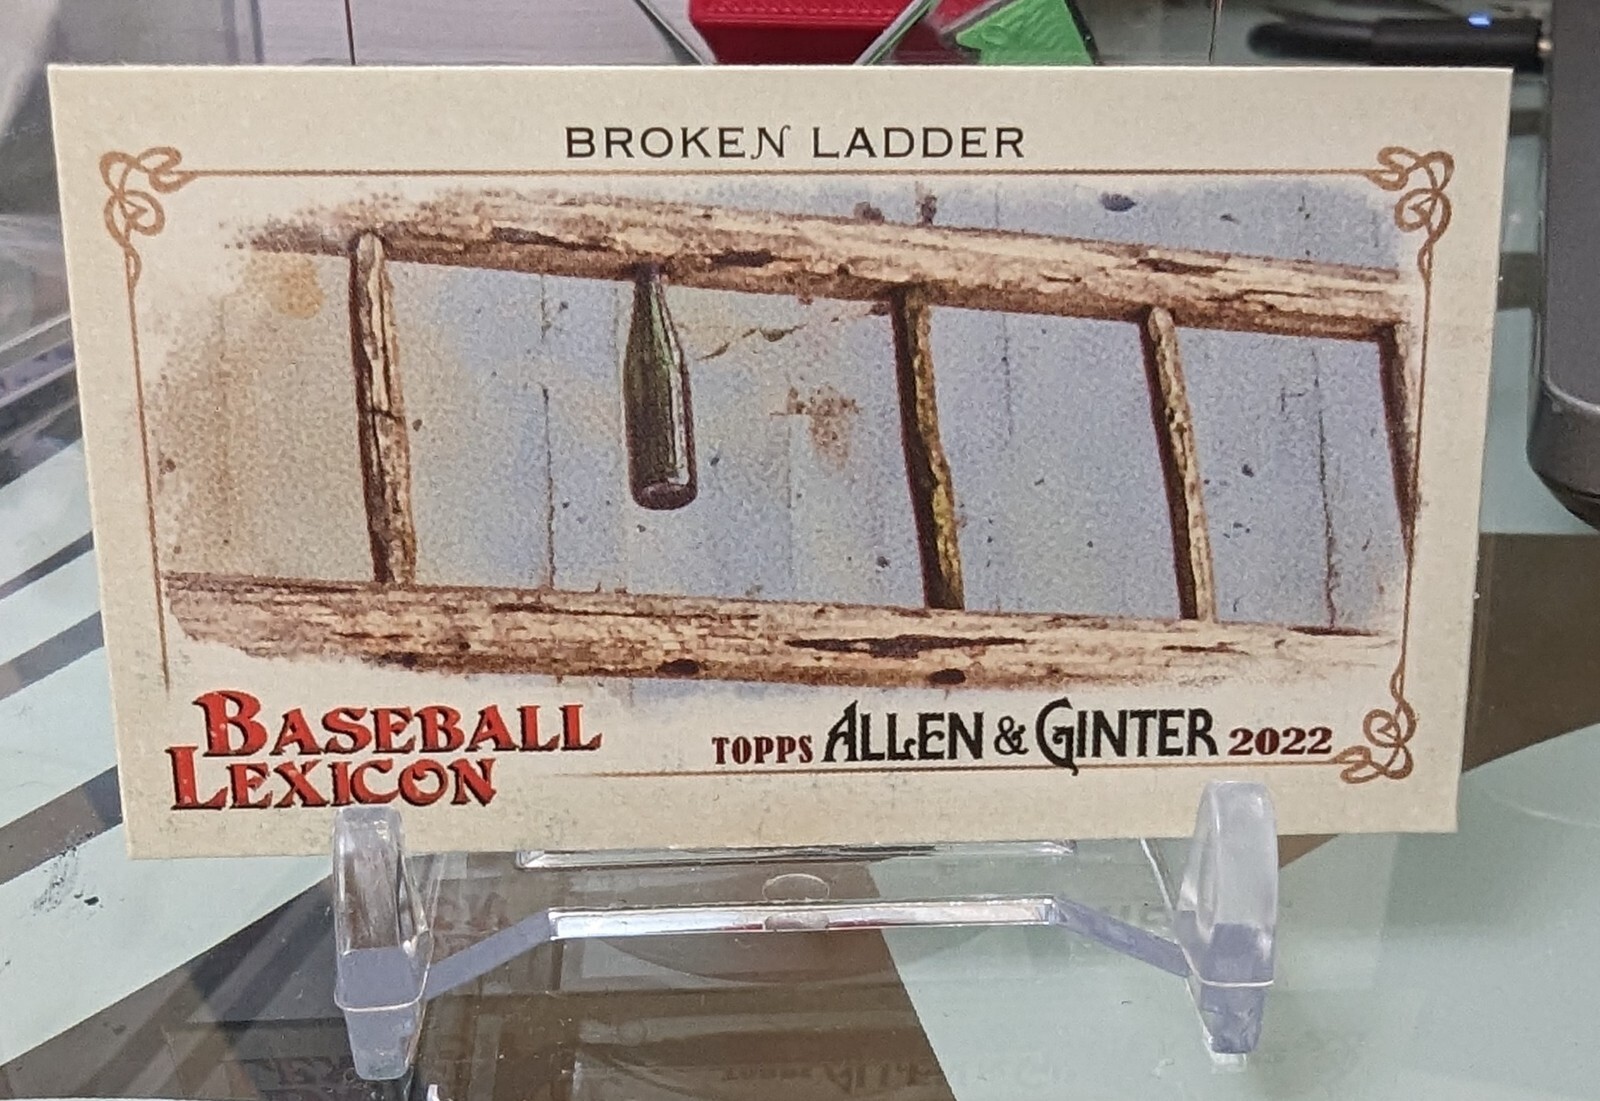 BROKEN LADDER
BASEBALL
LEXICON
TOPPS ALLEN & GINTER 2022